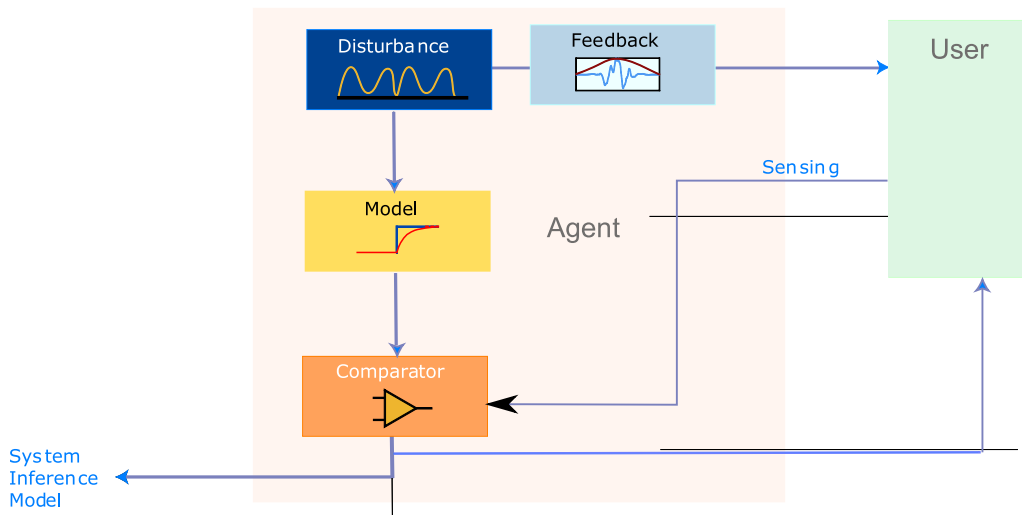 Disturbance
Feedback
User
Sensing
Model
Agent
Comparator
System
Inference
Model